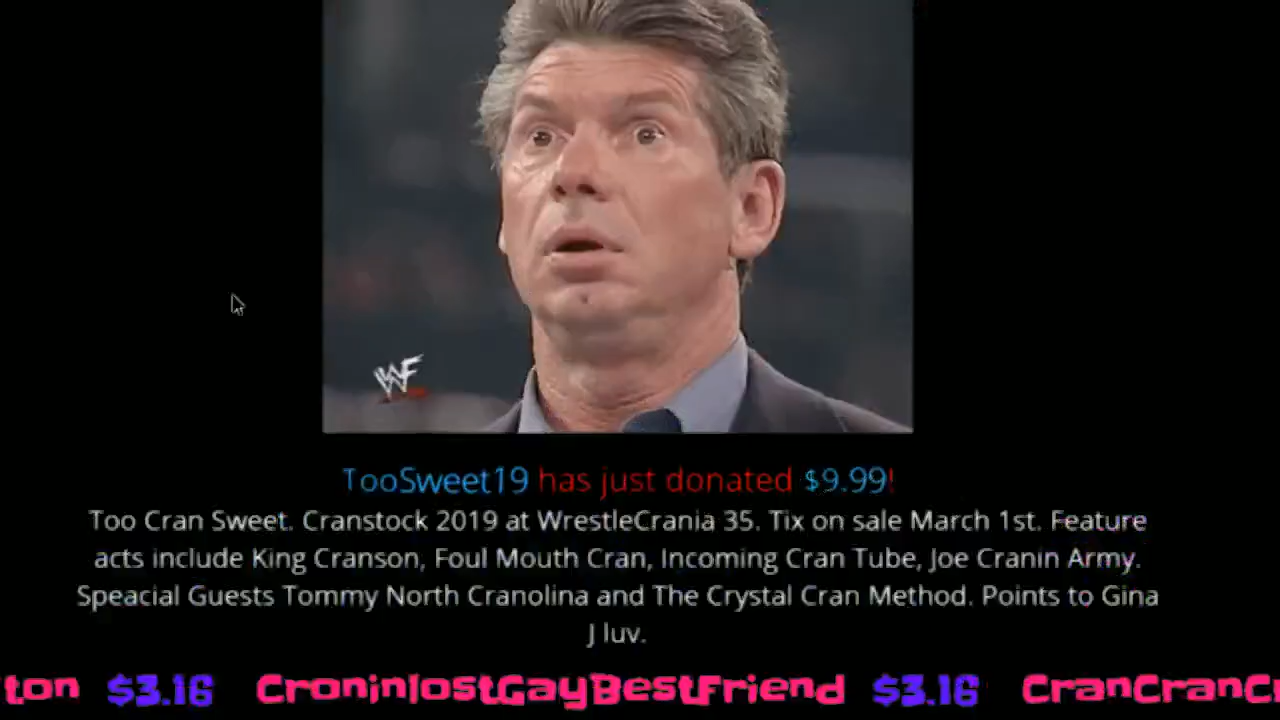 WF
TooSweet19 has just donated $9.99!
Too Cran Sweet. Cranstock 2019 at WrestleCrania 35. Tix on sale March 1st. Feature
acts include King Cranson, Foul Mouth Cran, Incoming Cran Tube, Joe Cranin Army.
Speacial Guests Tommy North Cranolina and The Crystal Cran Method. Points to Gina
J luv.
ton $3.16 CroninlostGayBestFriend $3.16 CranCranC